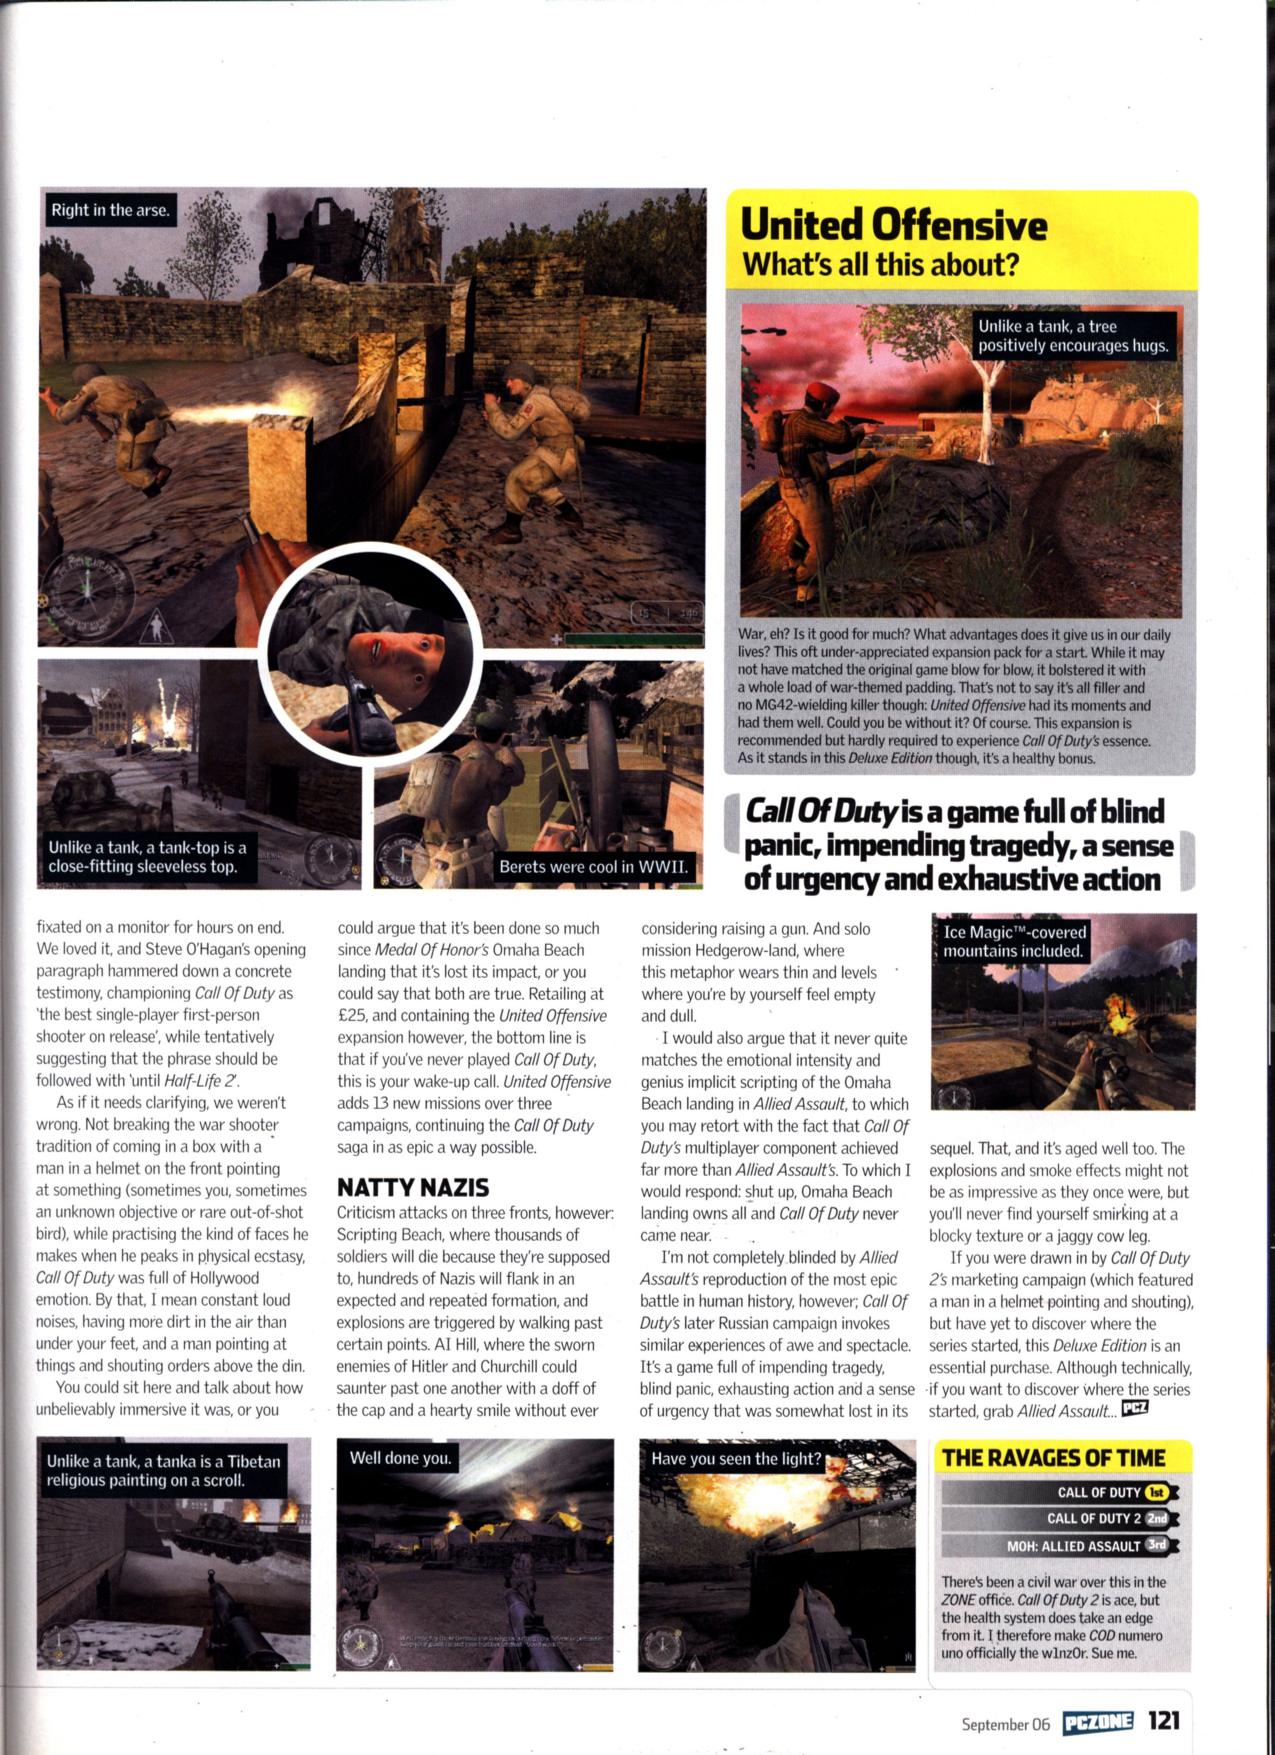 Right in the arse.
Unlike a tank, a tank-top is a
close-fitting sleeveless top.
Berets were cool in WWII.
United Offensive
What's all this about?
Unlike a tank, a tree
positively encourages hugs.
War, eh? Is it good for much? What advantages does it give us in our daily
lives? This oft under-appreciated expansion pack for a start. While it may
not have matched the original game blow for blow, it bolstered it with
a whole load of war-themed padding. That's not to say it's all filler and
no MG42-wielding killer though: United Offensive had its moments and
had them well. Could you be without it? Of course. This expansion is
recommended but hardly required to experience Call Of Duty's essence.
As it stands in this Deluxe Edition though, it's a healthy bonus.
Call Of Duty is a game full of blind
panic, impending tragedy, a sense
of urgency and exhaustive action
fixated on a monitor for hours on end.
We loved it, and Steve O'Hagan's opening
paragraph hammered down a concrete
testimony, championing Call Of Duty as
'the best single-player first-person
shooter on release', while tentatively
suggesting that the phrase should be
followed with 'until Half-Life 2'.
As if it needs clarifying, we weren't
wrong. Not breaking the war shooter
tradition of coming in a box with a
man in a helmet on the front pointing
at something (sometimes you, sometimes
an unknown objective or rare out-of-shot
bird), while practising the kind of faces he
makes when he peaks in physical ecstasy,
Call Of Duty was full of Hollywood
emotion. By that, I mean constant loud
noises, having more dirt in the air than
under your feet, and a man pointing at
things and shouting orders above the din.
You could sit here and talk about how
unbelievably immersive it was, or you
could argue that it's been done so much
since Medal Of Honor's Omaha Beach
landing that it's lost its impact, or you
could say that both are true. Retailing at
£25, and containing the United Offensive
expansion however, the bottom line is
that if you've never played Call Of Duty,
this is your wake-up call. United Offensive
adds 13 new missions over three
campaigns, continuing the Call Of Duty
saga in as epic a way possible.
NATTY NAZIS
Criticism attacks on three fronts, however:
Scripting Beach, where thousands of
soldiers will die because they're supposed
to, hundreds of Nazis will flank in an
expected and repeated formation, and
explosions are triggered by walking past
certain points. AI Hill, where the sworn
enemies of Hitler and Churchill could
saunter past one another with a doff of
the cap and a hearty smile without ever
considering raising a gun. And solo
mission Hedgerow-land, where
this metaphor wears thin and levels
where you're by yourself feel empty
and dull.
I would also argue that it never quite
matches the emotional intensity and
genius implicit scripting of the Omaha
Beach landing in Allied Assault, to which
you may retort with the fact that Call Of
Duty's multiplayer component achieved
far more than Allied Assault's. To which I
would respond: shut up, Omaha Beach
landing owns all and Call Of Duty never
came near.
I'm not completely blinded by Allied
Assault's reproduction of the most epic
battle in human history, however; Call Of
Duty's later Russian campaign invokes
similar experiences of awe and spectacle.
It's a game full of impending tragedy,
blind panic, exhausting action and a sense
of urgency that was somewhat lost in its
Ice Magic™-covered
mountains included.
sequel. That, and it's aged well too. The
explosions and smoke effects might not
be as impressive as they once were, but
you'll never find yourself smirking at a
blocky texture or a jaggy cow leg.
If you were drawn in by Call Of Duty
2's marketing campaign (which featured
a man in a helmet pointing and shouting),
but have yet to discover where the
series started, this Deluxe Edition is an
essential purchase. Although technically,
if you want to discover where the series
started, grab Allied Assault... PCZ
Unlike a tank, a tanka is a Tibetan
religious painting on a scroll.
Well done you.
Have you seen the light?
THE RAVAGES OF TIME
CALL OF DUTY 1st
CALL OF DUTY 2 2nd
MOH: ALLIED ASSAULT 3rd
There's been a civil war over this in the
ZONE office. Call Of Duty 2 is ace, but
the health system does take an edge
from it. I therefore make COD numero
uno officially the w1nz0r. Sue me.
September 06 PCZONE 121